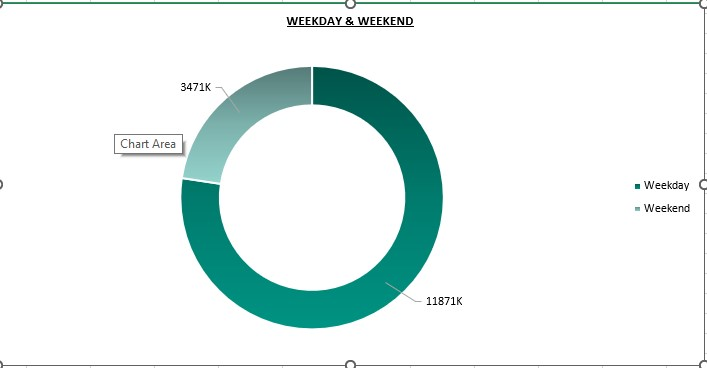 WEEKDAY & WEEKEND
3471K
Chart Area
Weekday
Weekend
11871K